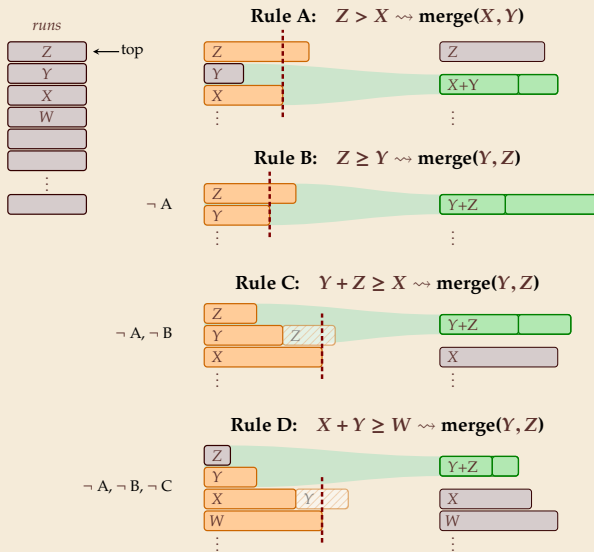 runs
Z
Y
X
W
⋮
top
Rule A: Z > X ⇝ merge(X, Y)
Z
Y
X
⋮
Z
X+Y
⋮
Rule B: Z ≥ Y ⇝ merge(Y, Z)
¬ A
Z
Y
⋮
Y+Z
⋮
Rule C: Y + Z ≥ X ⇝ merge(Y, Z)
¬ A, ¬ B
Z
Y Z
X
⋮
Y+Z
X
⋮
Rule D: X + Y ≥ W ⇝ merge(Y, Z)
¬ A, ¬ B, ¬ C
Z
Y
X Y
W
⋮
Y+Z
X
W
⋮